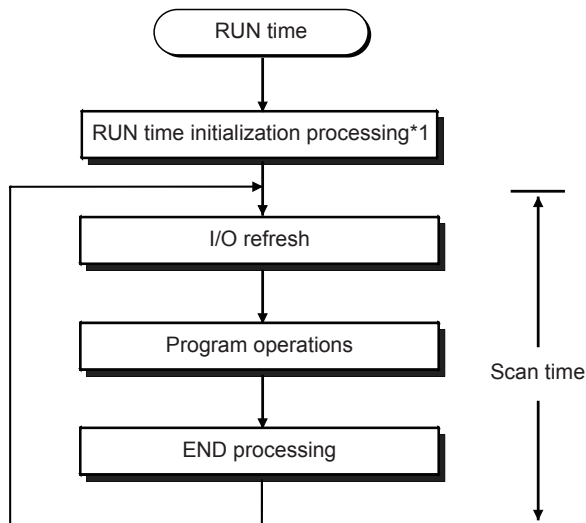 RUN time
RUN time initialization processing*1
I/O refresh
Program operations
Scan time
END processing